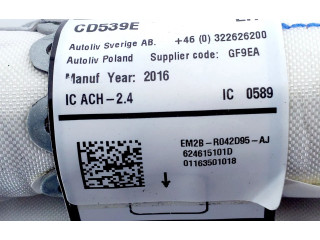 CD539E
Autoliv Sverige AB. +46 (0) 322626200
Autoliv Poland Supplier code: GF9EA
Manuf Year: 2016
IC ACH-2.4 IC 0589
EM2B-R042D95-AJ
624615101D
01163501018